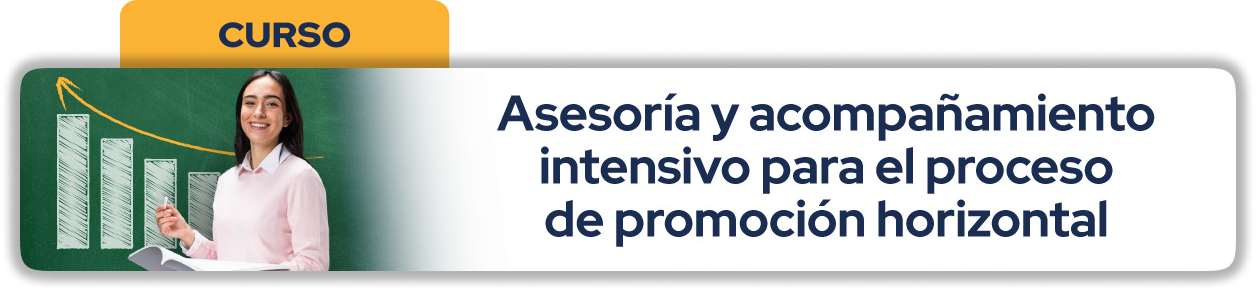 CURSO
Asesoría y acompañamiento
intensivo para el proceso
de promoción horizontal